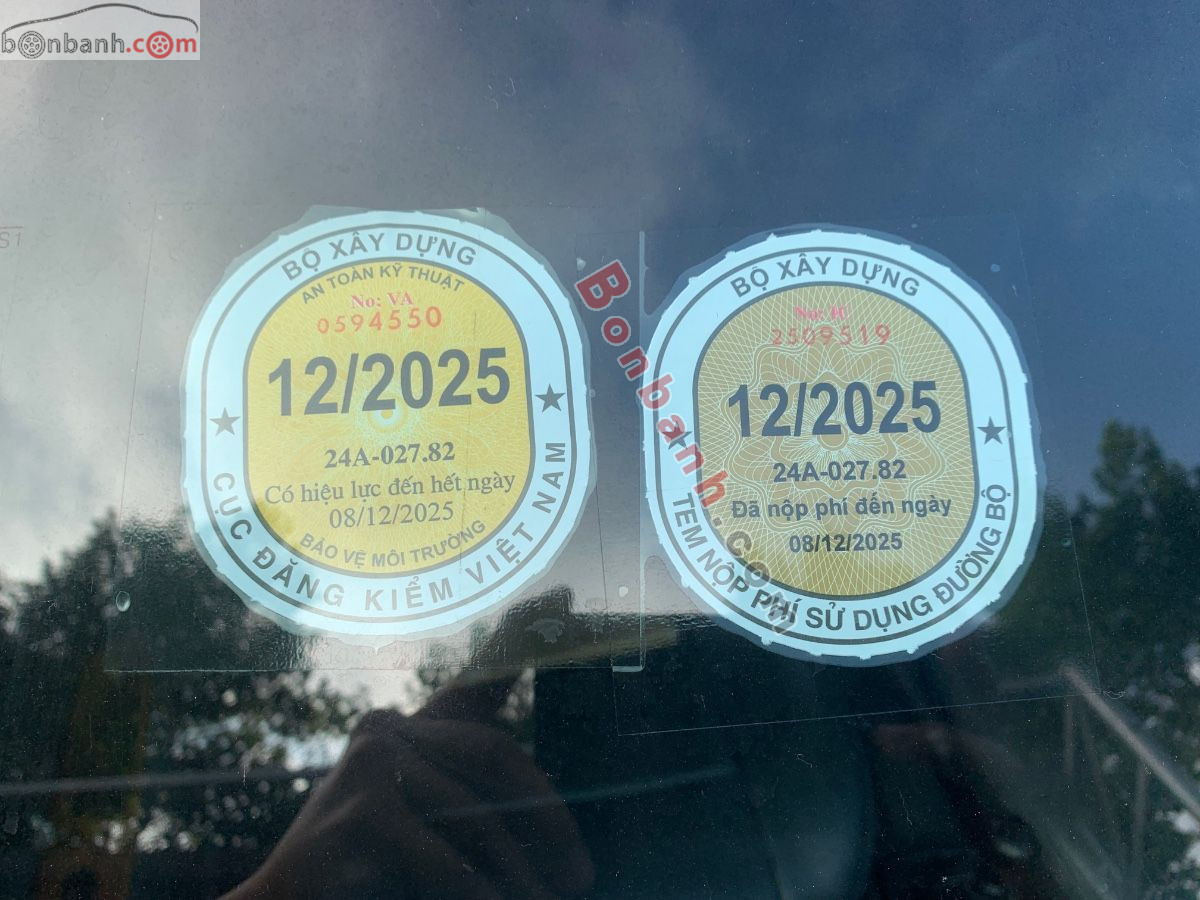 bonbanh.com
S1
BỘ XÂY DỰNG
AN TOÀN KỸ THUẬT
No: VA
0594550
12/2025
24A-027.82
Có hiệu lực đến hết ngày
08/12/2025
BẢO VỆ MÔI TRƯỜNG
CỤC ĐĂNG KIỂM VIỆT NAM
Bonbanh.com
BỘ XÂY DỰNG
2509519
12/2025
24A-027.82
Đã nộp phí đến ngày
08/12/2025
TEM NỘP PHÍ SỬ DỤNG ĐƯỜNG BỘ